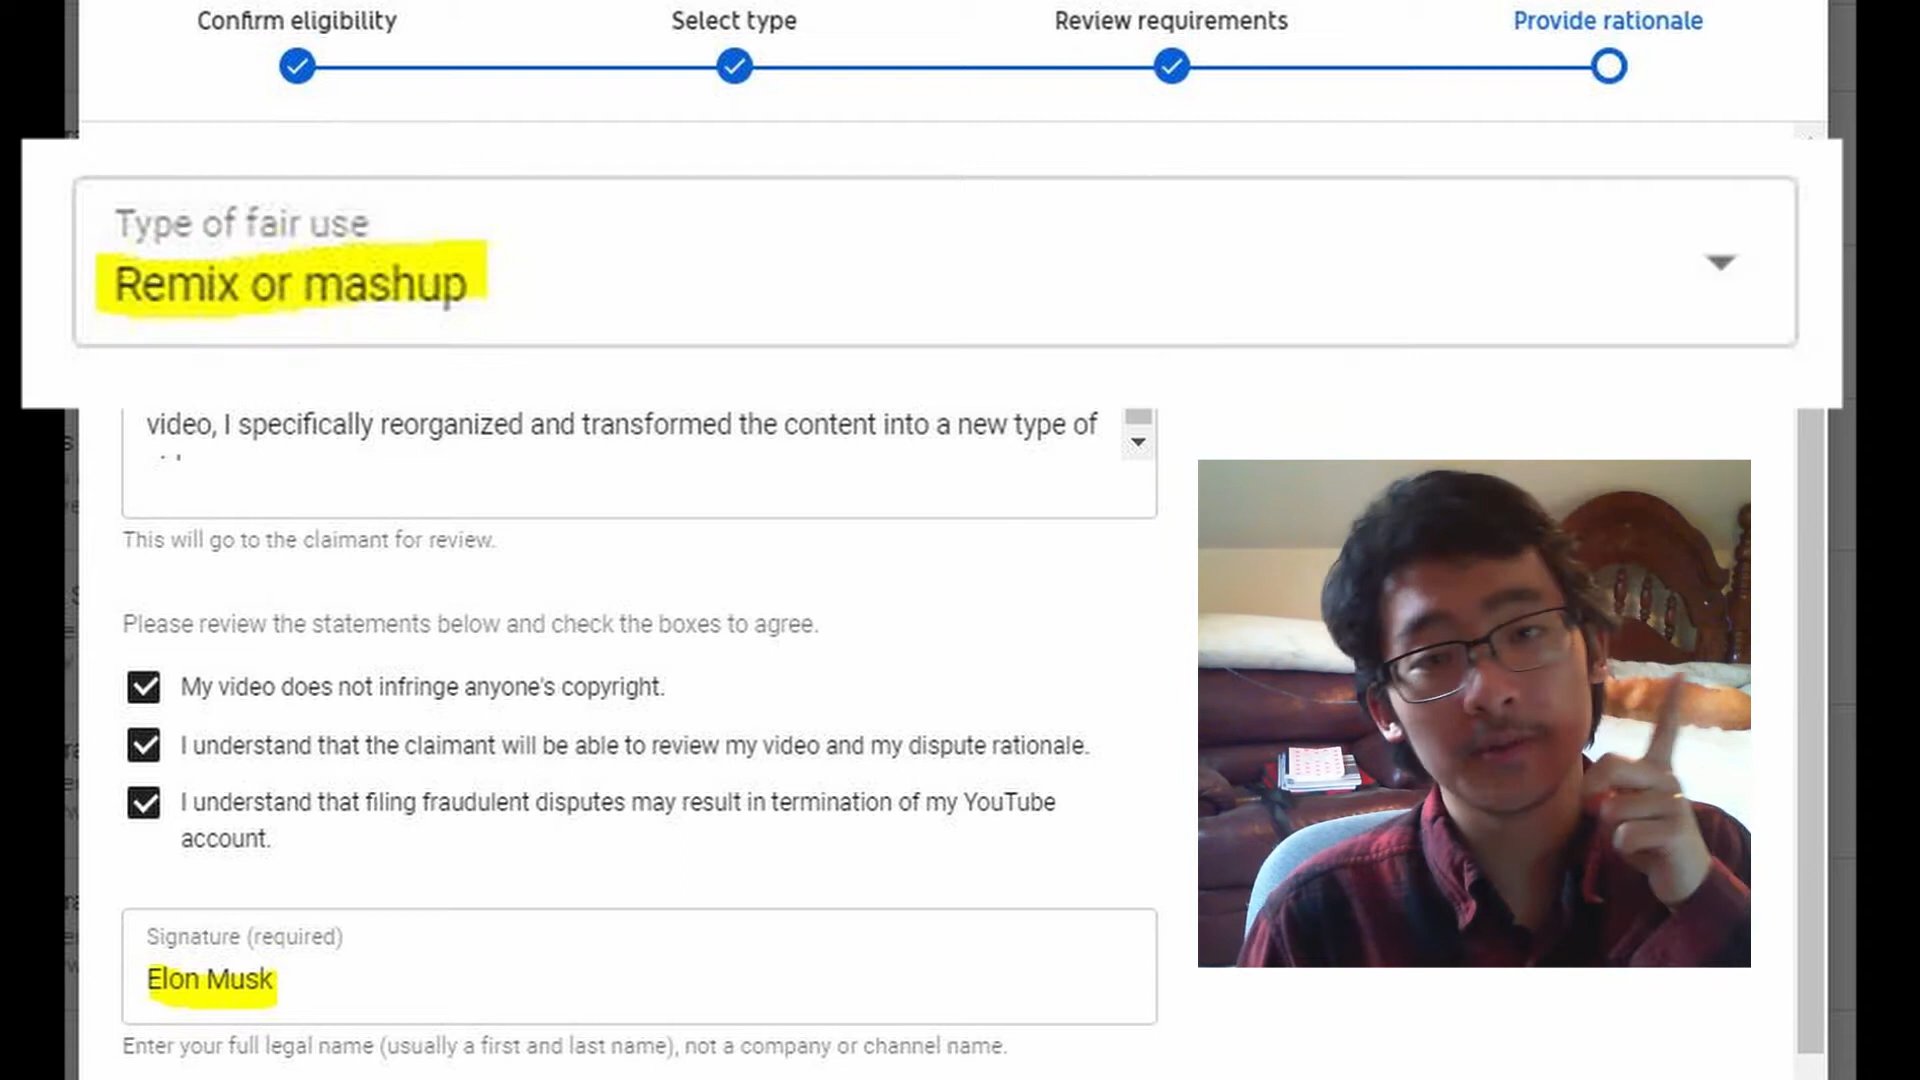 Confirm eligibility
Select type
Review requirements
Provide rationale
Type of fair use
Remix or mashup
video, I specifically reorganized and transformed the content into a new type of
This will go to the claimant for review.
Please review the statements below and check the boxes to agree.
My video does not infringe anyone's copyright.
I understand that the claimant will be able to review my video and my dispute rationale.
I understand that filing fraudulent disputes may result in termination of my YouTube
account.
Signature (required)
Elon Musk
Enter your full legal name (usually a first and last name), not a company or channel name.